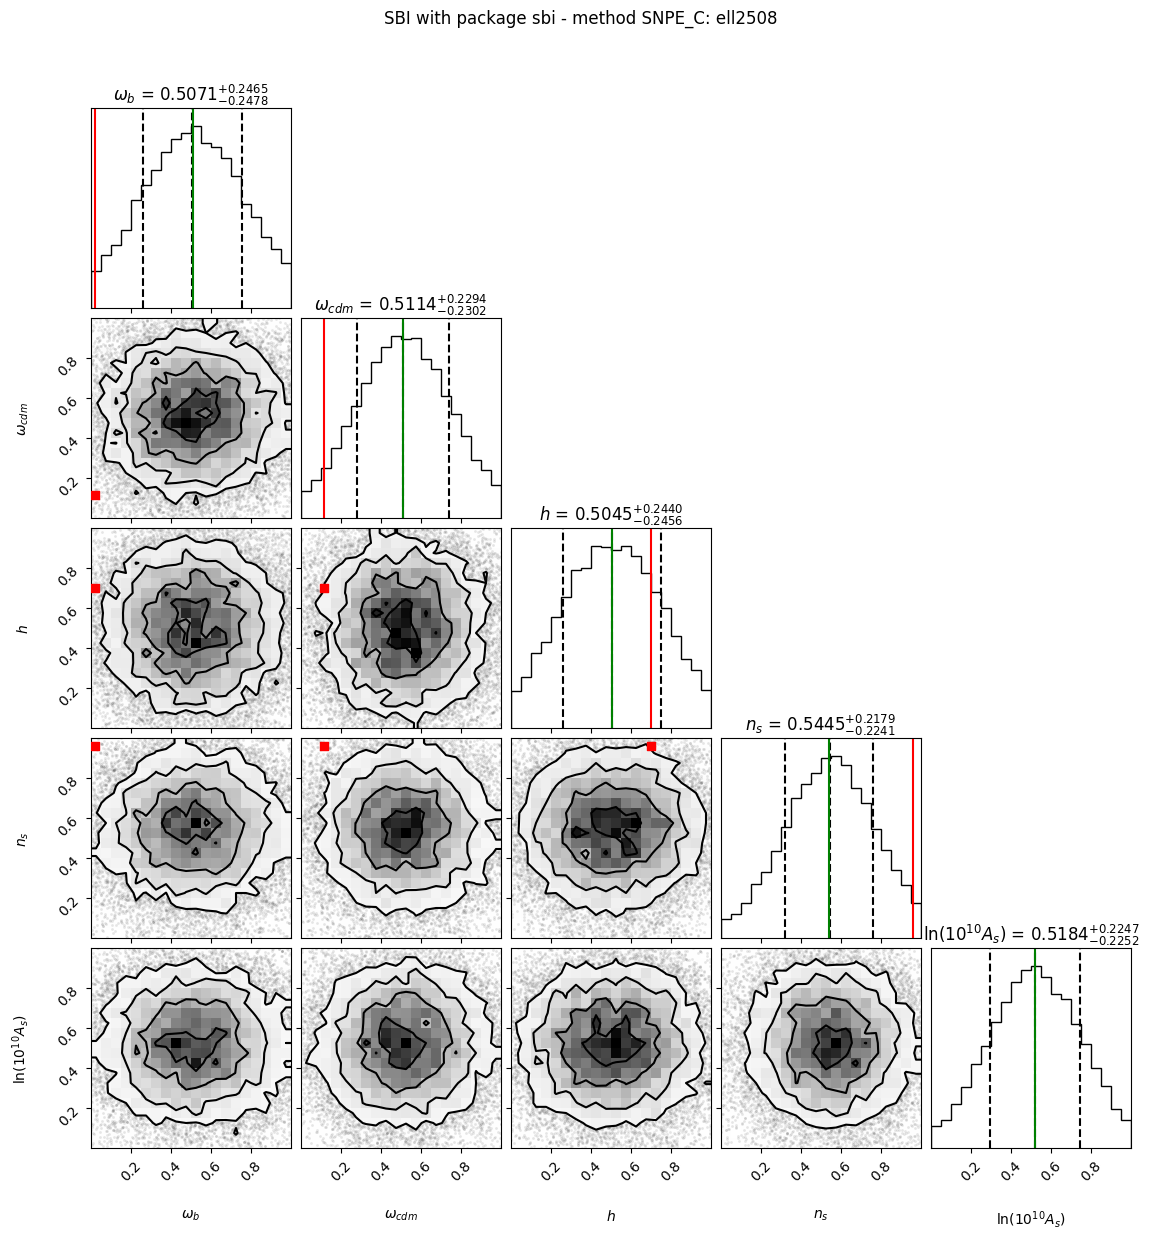 SBI with package sbi - method SNPE_C: ell2508
ω_b = 0.5071^{+0.2465}_{-0.2478}
ω_{cdm} = 0.5114^{+0.2294}_{-0.2302}
0.8
0.6
0.4
0.2
ω_{cdm}
h = 0.5045^{+0.2440}_{-0.2456}
0.8
0.6
0.4
0.2
h
n_s = 0.5445^{+0.2179}_{-0.2241}
0.8
0.6
0.4
0.2
n_s
ln(10^{10}A_s) = 0.5184^{+0.2247}_{-0.2252}
0.8
0.6
0.4
0.2
ln(10^{10}A_s)
0.2 0.4 0.6 0.8 0.2 0.4 0.6 0.8 0.2 0.4 0.6 0.8 0.2 0.4 0.6 0.8 0.2 0.4 0.6 0.8
ω_b ω_{cdm} h n_s ln(10^{10}A_s)